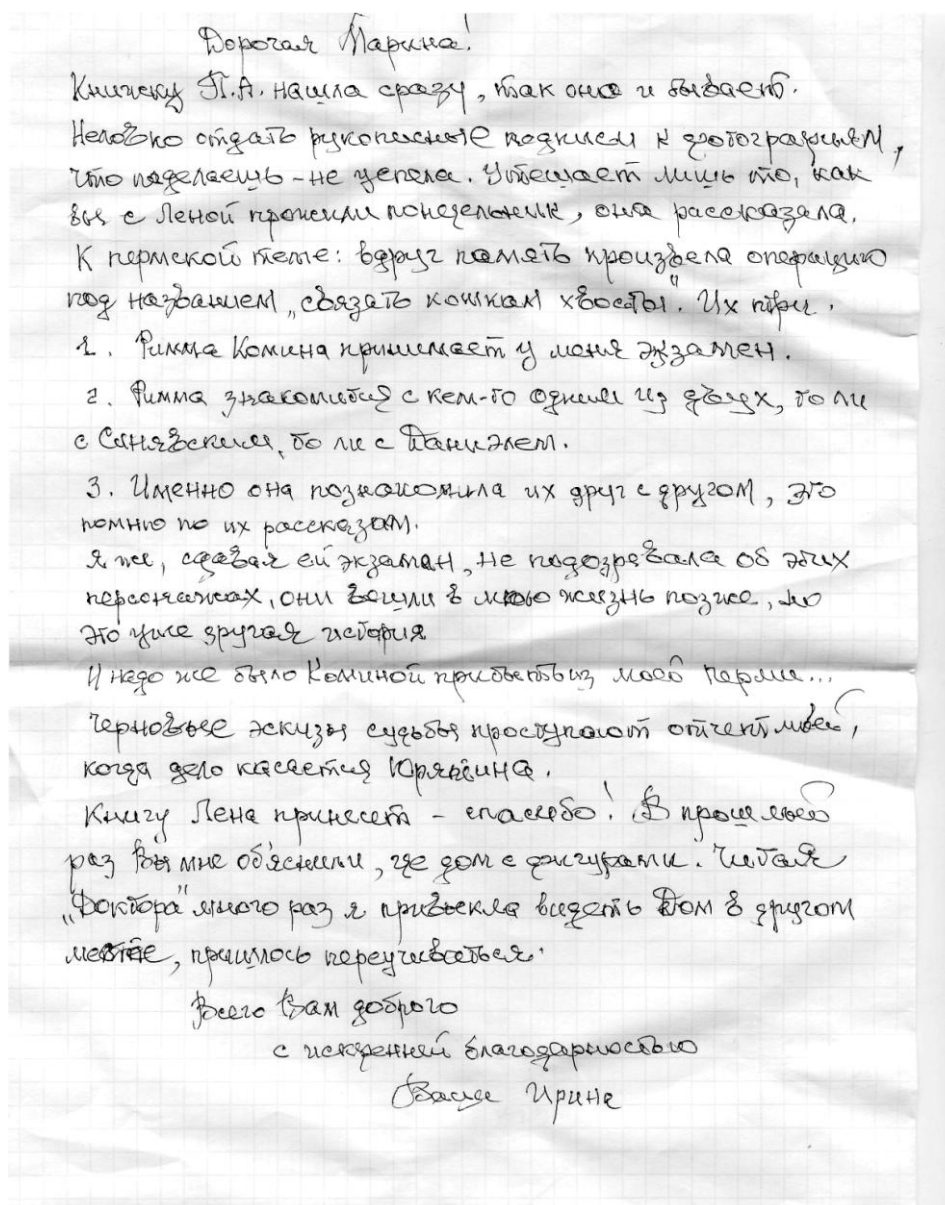 Дорогая Марина!
Книжку П.А. нашла сразу, так оно и бывает.
Неловко отдать рукописные подписи к фотографиям,
что поделаешь - не успела. Утешает лишь то, как
вы с Леной прожили понедельник, она рассказала.
К пермской теме: вдруг память произвела операцию
под названием „связать кошкам хвосты". Их три.
1. Римма Комина принимает у меня экзамен.
2. Римма знакомится с кем-то одним из двух, то ли
с Синявским, то ли с Даниэлем.
3. Именно она познакомила их друг с другом, это
помню по их рассказам.
Я же, сдавая ей экзамен, не подозревала об этих
персонажах, они вошли в мою жизнь позже, но
это уже другая история
И надо же было Коминой прибыть из моей Перми...
Черновые эскизы судьбы проступают отчетливей,
когда дело касается Юрятина.
Книгу Лена принесет - спасибо! В прошлый
раз Вы мне об'яснили, где дом с фигурами. Читая
„Доктора" много раз я привыкла видеть Дом в другом
месте, пришлось переучиваться.
Всего Вам доброго
с искренней благодарностью
Ваша Ирина